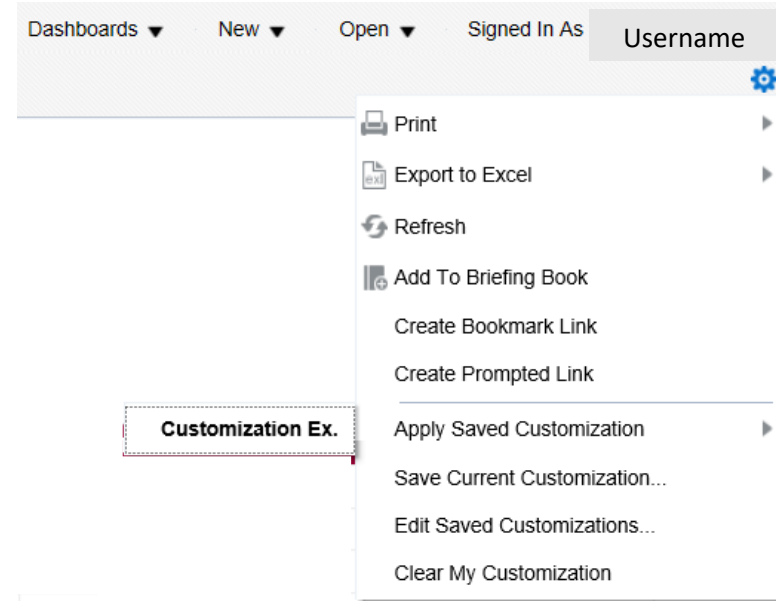 Dashboards New Open Signed In As Username
Print
exl Export to Excel
Refresh
Add To Briefing Book
Create Bookmark Link
Create Prompted Link
Customization Ex. Apply Saved Customization
Save Current Customization...
Edit Saved Customizations...
Clear My Customization